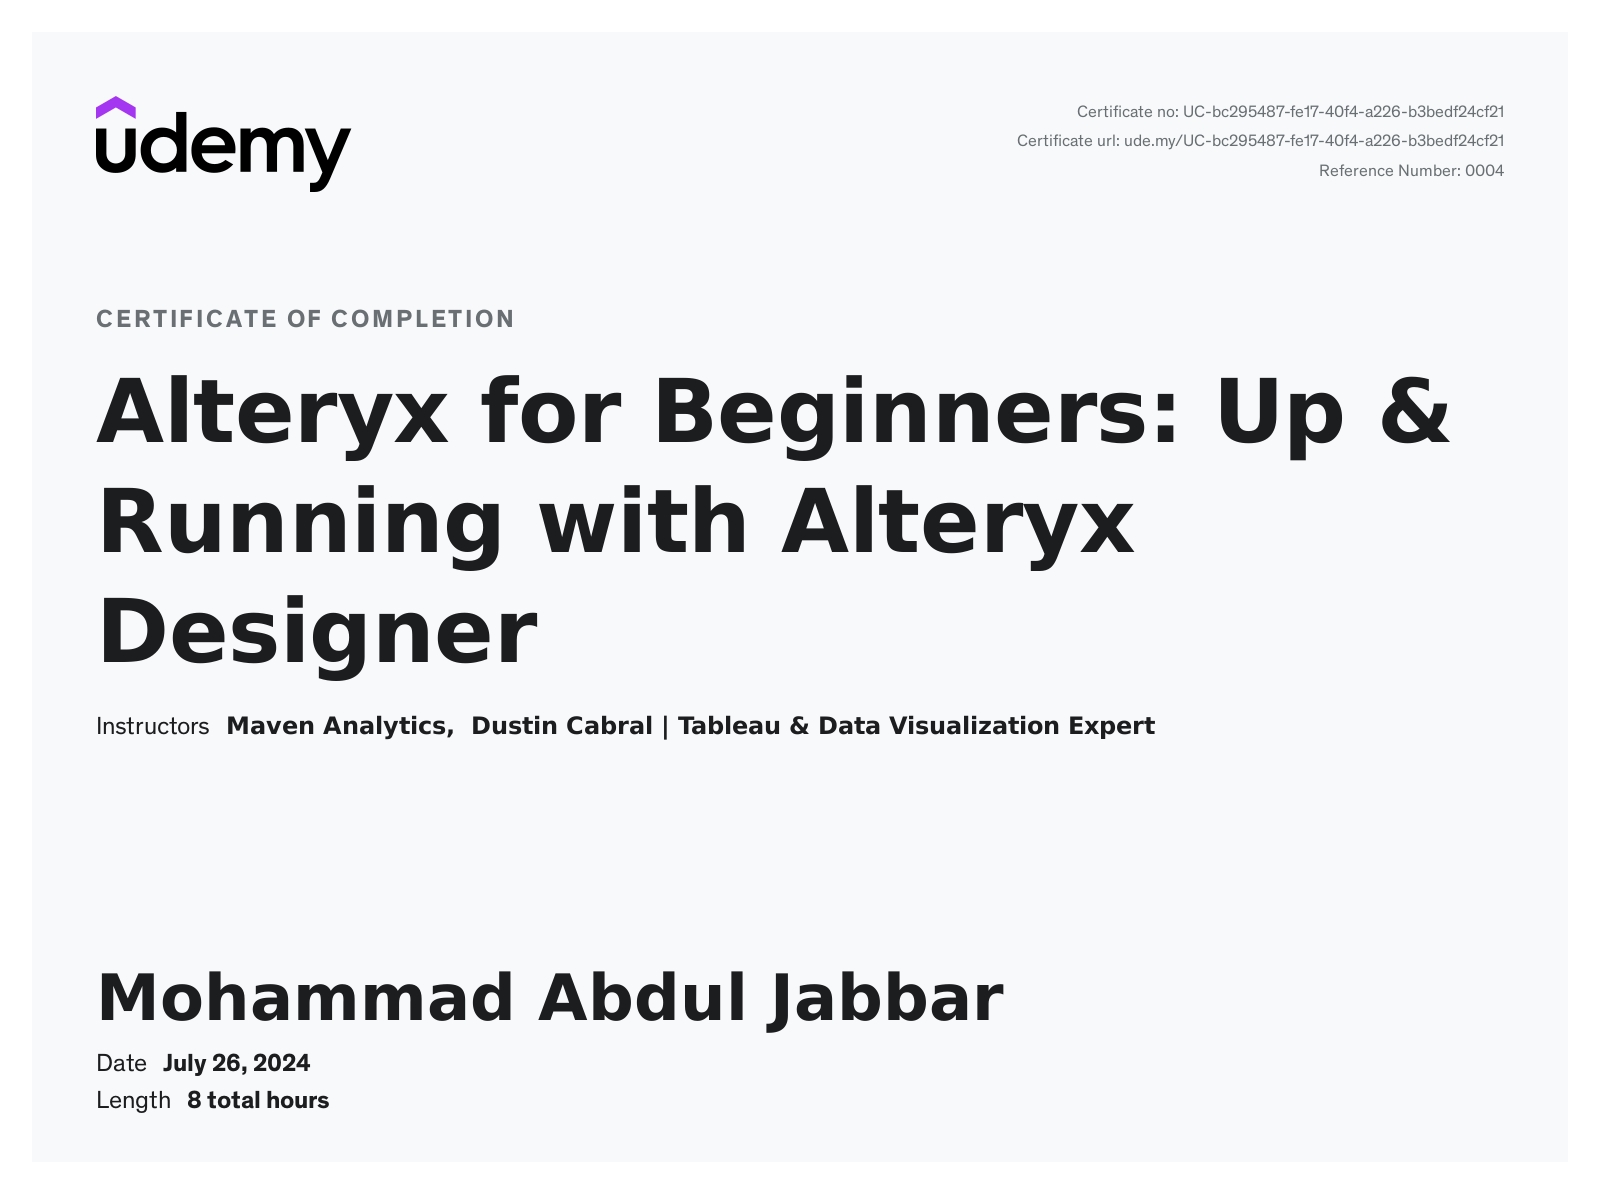 udemy
Certificate no: UC-bc295487-fe17-40f4-a226-b3bedf24cf21
Certificate url: ude.my/UC-bc295487-fe17-40f4-a226-b3bedf24cf21
Reference Number: 0004
CERTIFICATE OF COMPLETION
Alteryx for Beginners: Up &
Running with Alteryx
Designer
Instructors Maven Analytics, Dustin Cabral | Tableau & Data Visualization Expert
Mohammad Abdul Jabbar
Date July 26, 2024
Length 8 total hours